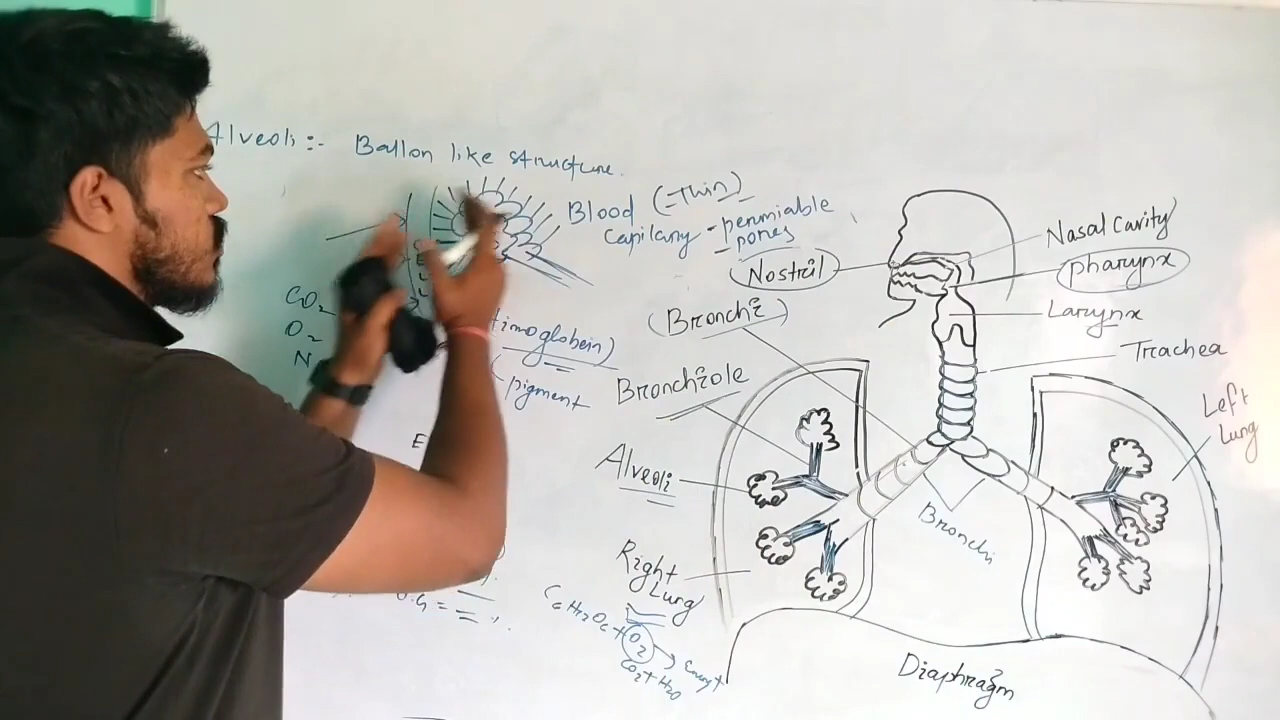 Alveoli :- Ballon like structure.
Blood (-Thin)
capilary - permiable
pores
CO2
O2
N
imoglobein)
(pigment
E
Nostril
Nasal Cavity
pharynx
Larynx
Trachea
(Bronchi)
Bronchiole
Alveoli
Left
Lung
Bronchi
Right
Lung
C6H12O6 + O2 → Energy
CO2 + H2O
Diaphragm